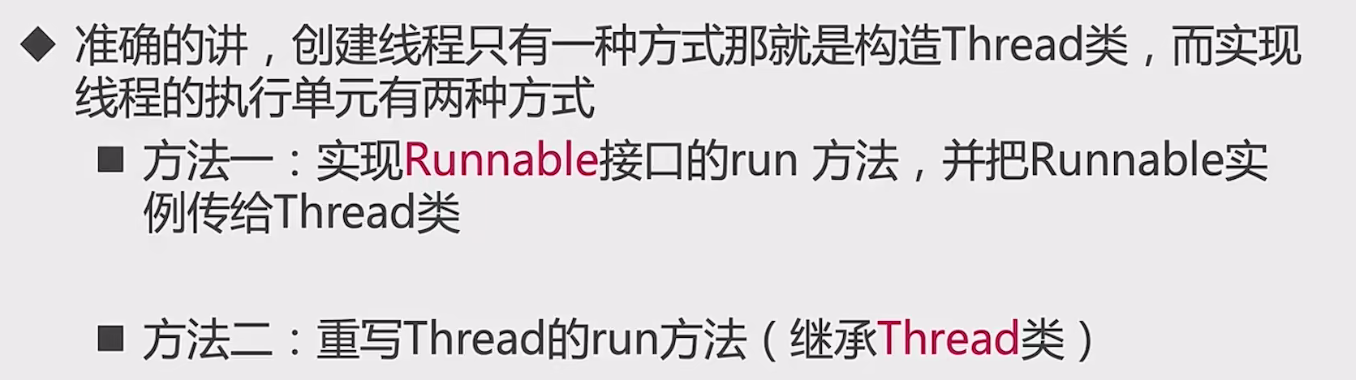 ◆ 准确的讲，创建线程只有一种方式那就是构造Thread类，而实现
线程的执行单元有两种方式
■ 方法一：实现Runnable接口的run 方法，并把Runnable实
例传给Thread类
■ 方法二：重写Thread的run方法（继承Thread类）